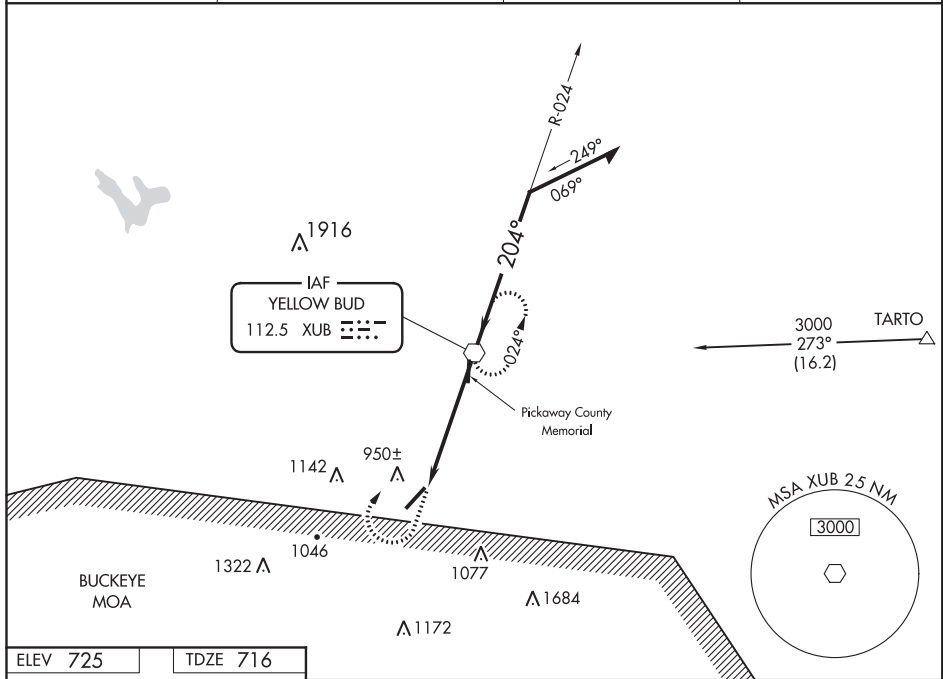 R-024
249°
069°
204°
1916
IAF
YELLOW BUD
112.5 XUB
024°
3000
273°
(16.2)
TARTO
Pickaway County
Memorial
1142
950±
MSA XUB 25 NM
3000
1046
1322
1077
BUCKEYE
MOA
1684
1172
ELEV 725
TDZE 716